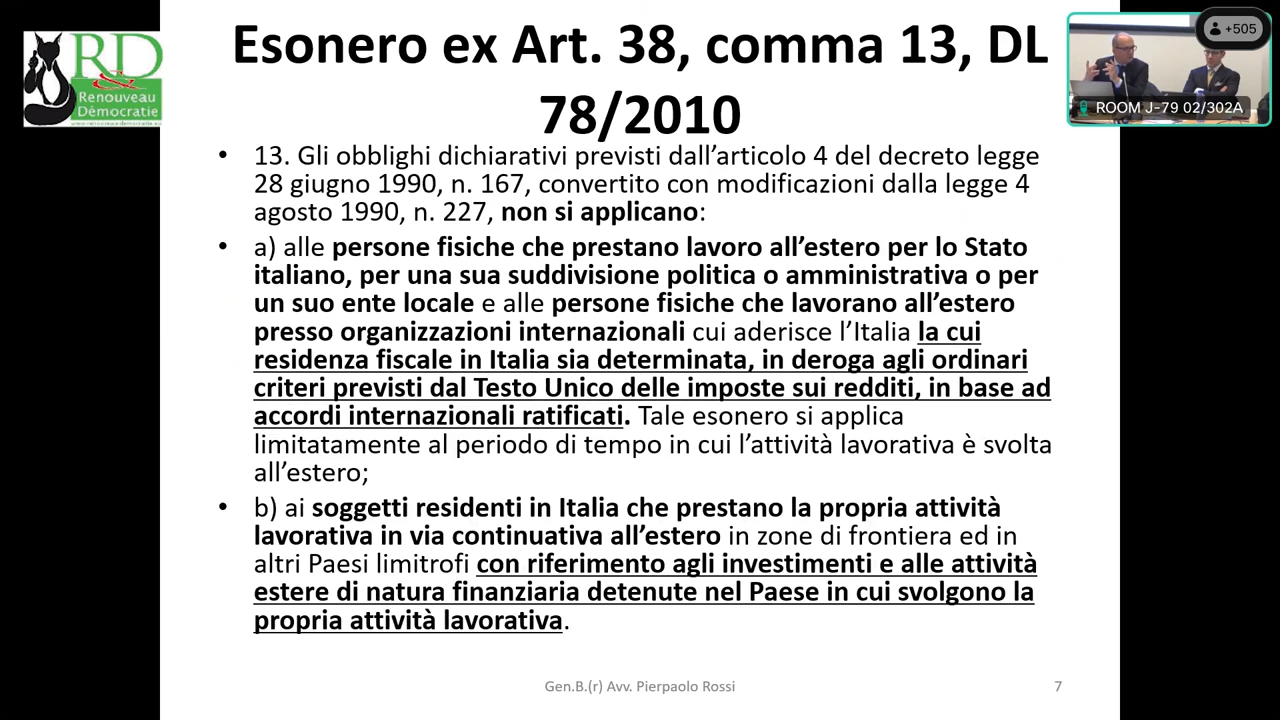 Esonero ex Art. 38, comma 13, DL
78/2010
RD
&
Renouveau
Démocratie
+505
ROOM J-79 02/302A
• 13. Gli obblighi dichiarativi previsti dall’articolo 4 del decreto legge
28 giugno 1990, n. 167, convertito con modificazioni dalla legge 4
agosto 1990, n. 227, non si applicano:
• a) alle persone fisiche che prestano lavoro all’estero per lo Stato
italiano, per una sua suddivisione politica o amministrativa o per
un suo ente locale e alle persone fisiche che lavorano all’estero
presso organizzazioni internazionali cui aderisce l’Italia la cui
residenza fiscale in Italia sia determinata, in deroga agli ordinari
criteri previsti dal Testo Unico delle imposte sui redditi, in base ad
accordi internazionali ratificati. Tale esonero si applica
limitatamente al periodo di tempo in cui l’attività lavorativa è svolta
all’estero;
• b) ai soggetti residenti in Italia che prestano la propria attività
lavorativa in via continuativa all’estero in zone di frontiera ed in
altri Paesi limitrofi con riferimento agli investimenti e alle attività
estere di natura finanziaria detenute nel Paese in cui svolgono la
propria attività lavorativa.
Gen.B.(r) Avv. Pierpaolo Rossi
7